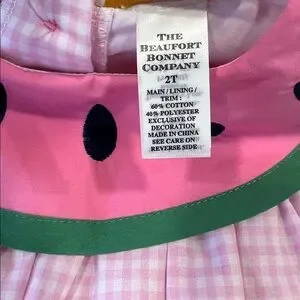 THE
BEAUFORT
BONNET
COMPANY
2T
MAIN / LINING /
TRIM :
60% COTTON
40% POLYESTER
EXCLUSIVE OF
DECORATION
MADE IN CHINA
SEE CARE ON
REVERSE SIDE